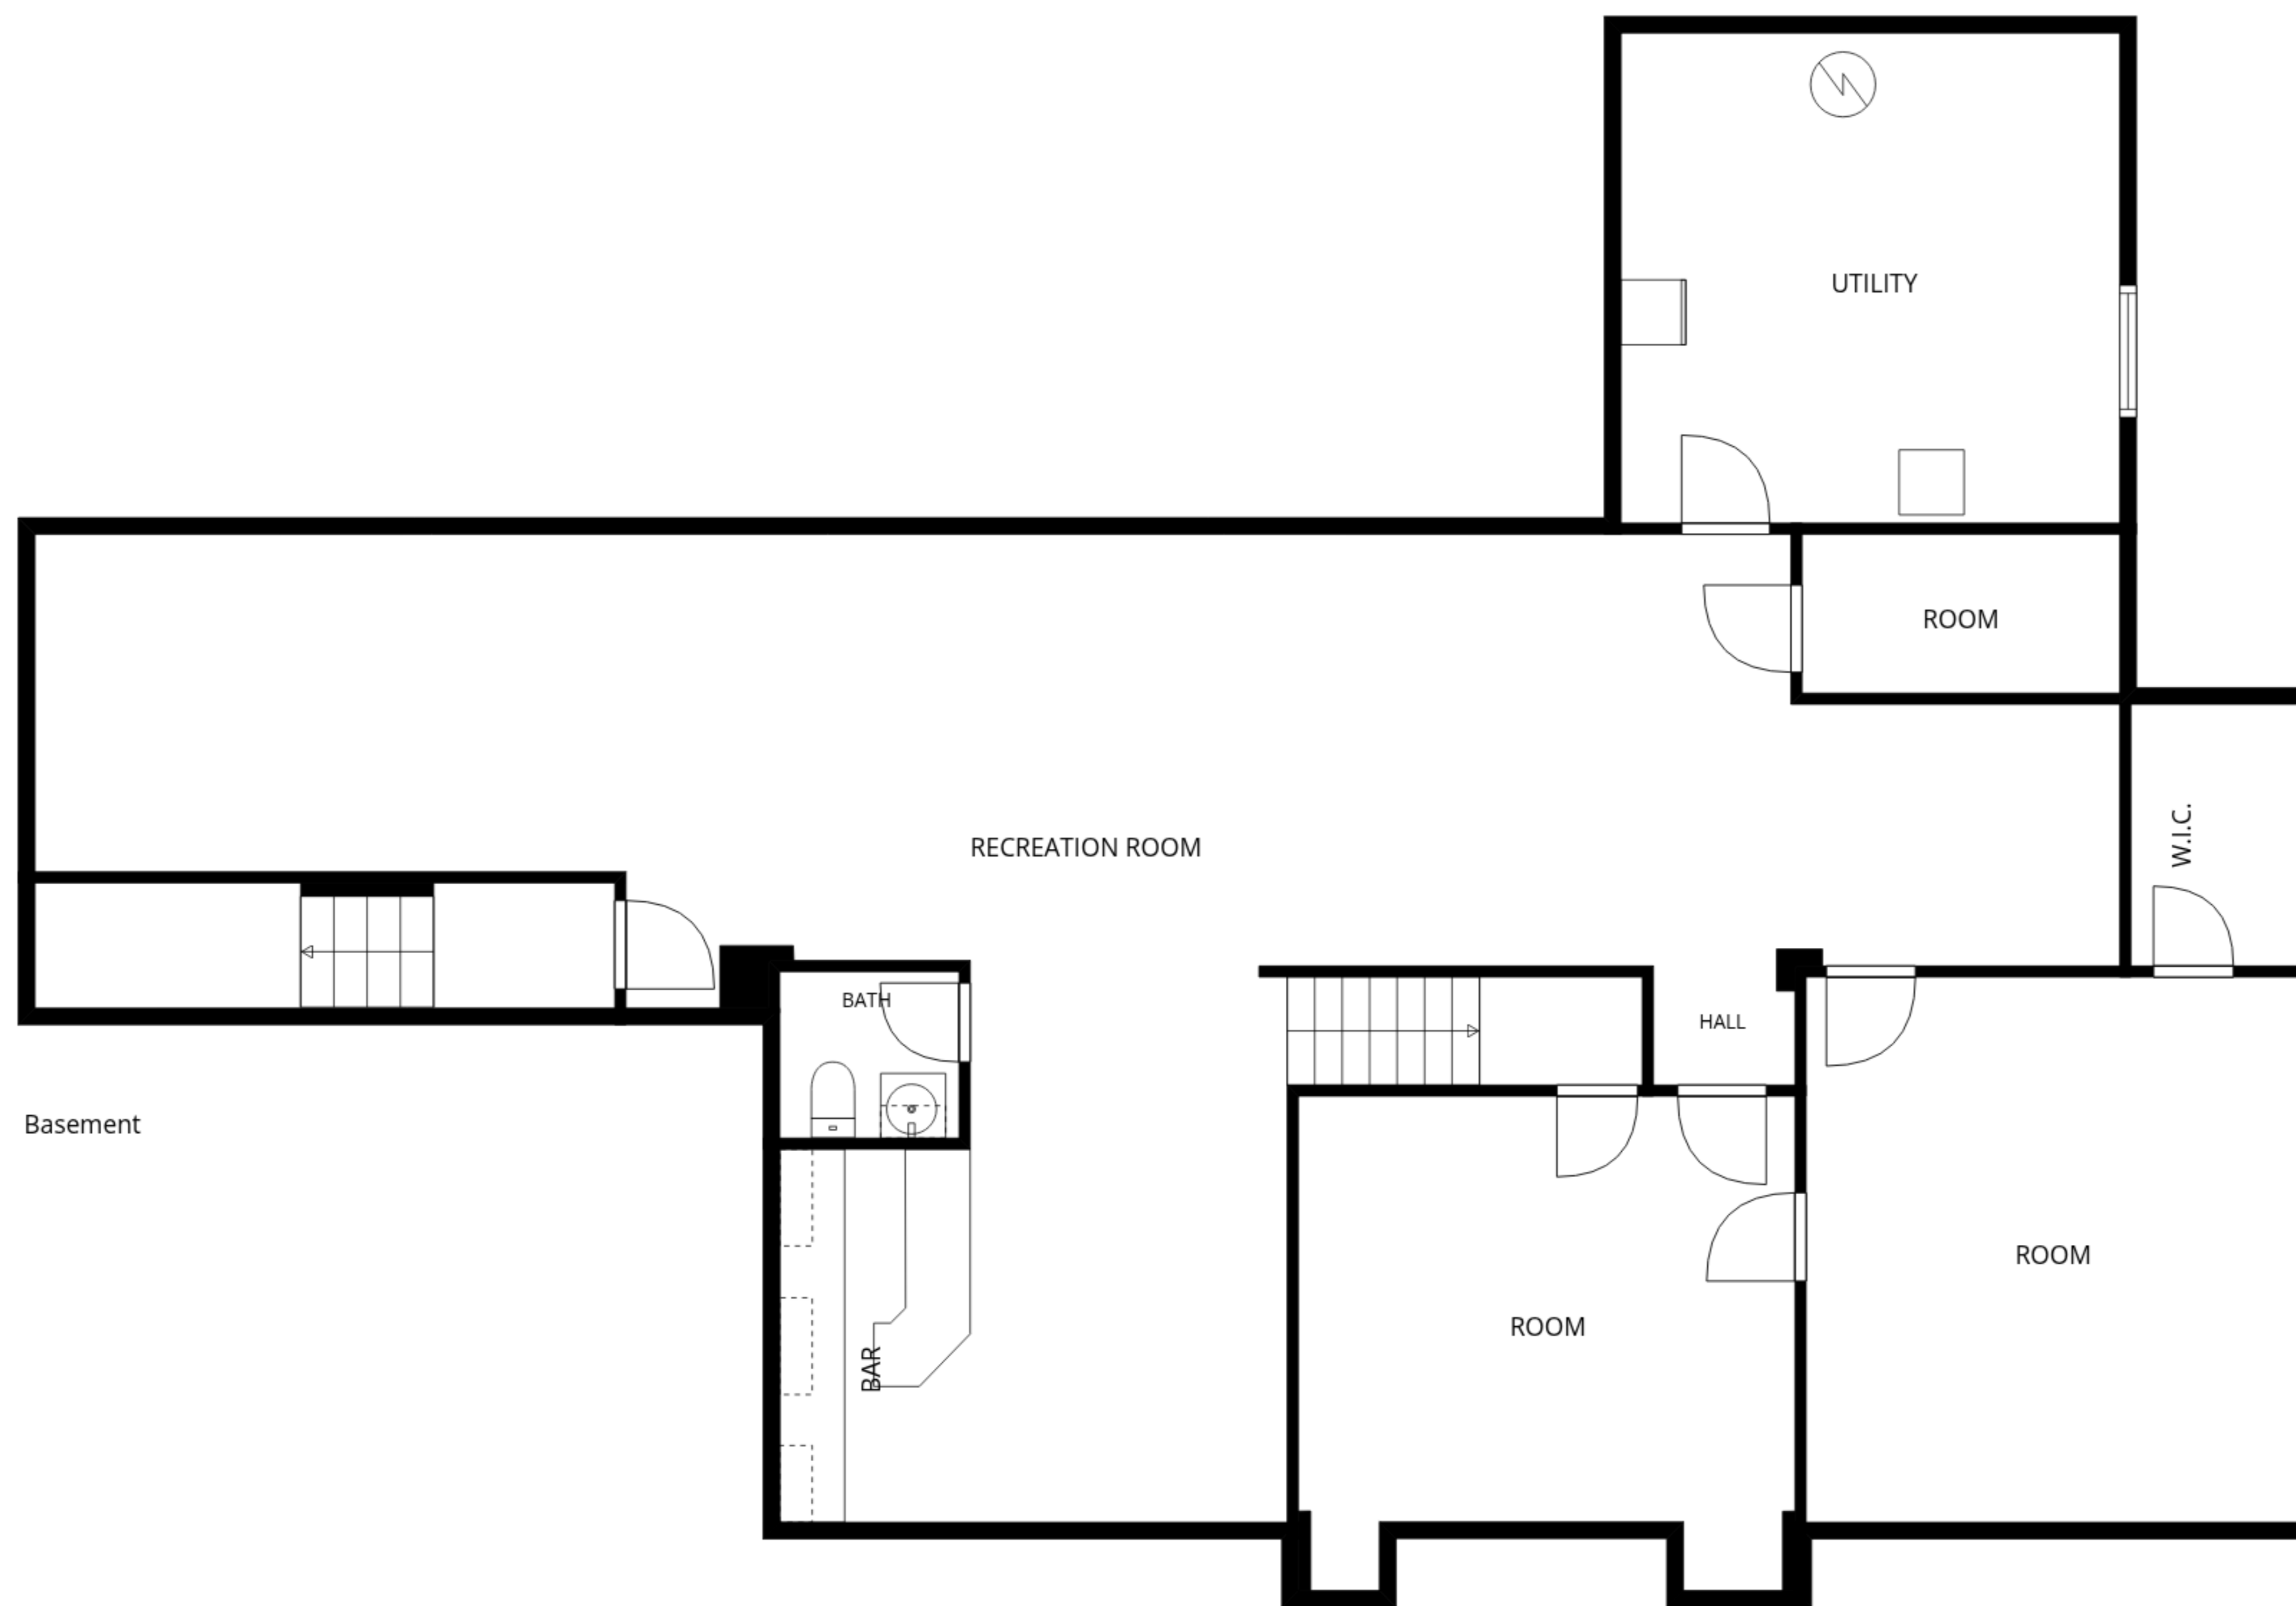 UTILITY
ROOM
RECREATION ROOM
W.I.C.
BATH
HALL
Basement
ROOM
ROOM
BAR